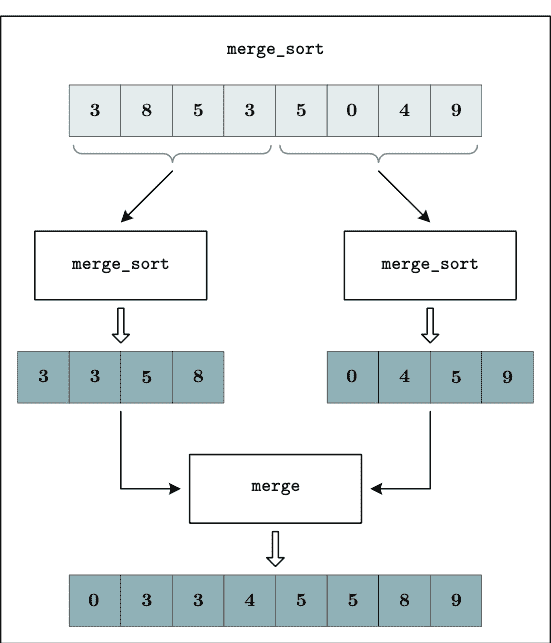 merge_sort
3 8 5 3 5 0 4 9
merge_sort merge_sort
3 3 5 8 0 4 5 9
merge
0 3 3 4 5 5 8 9